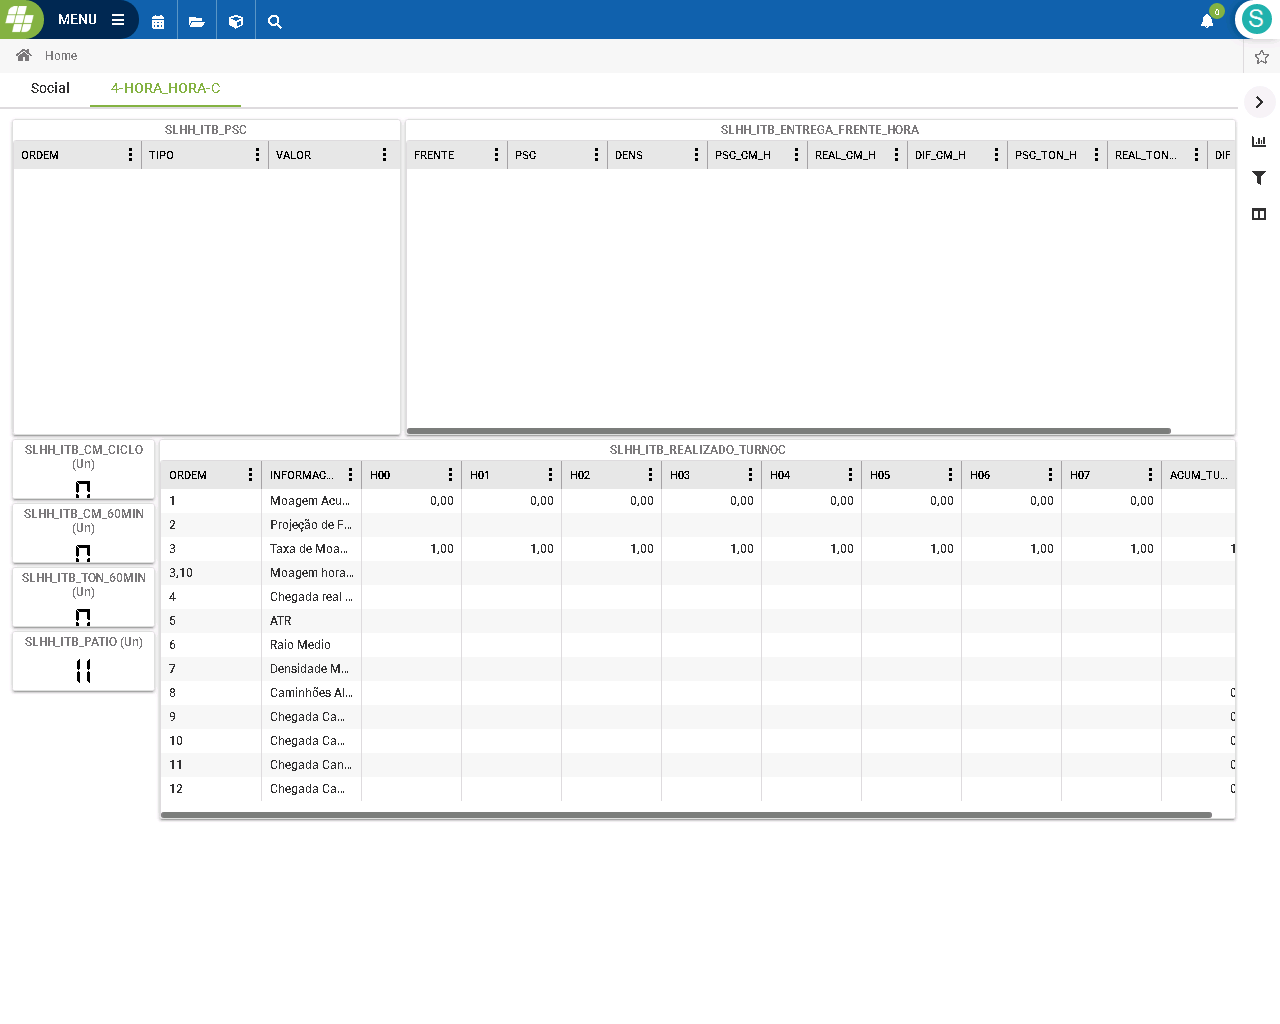 MENU
0
S
Home
Social 4-HORA_HORA-C
SLHH_ITB_PSC
ORDEM TIPO VALOR
SLHH_ITB_ENTREGA_FRENTE_HORA
FRENTE PSC DENS PSC_CM_H REAL_CM_H DIF_CM_H PSC_TON_H REAL_TON... DIF
SLHH_ITB_CM_CICLO
(Un)
SLHH_ITB_CM_60MIN
(Un)
SLHH_ITB_TON_60MIN
(Un)
SLHH_ITB_PATIO (Un)
11
SLHH_ITB_REALIZADO_TURNOC
ORDEM INFORMAC... H00 H01 H02 H03 H04 H05 H06 H07 ACUM_TU...
1 Moagem Acu... 0,00 0,00 0,00 0,00 0,00 0,00 0,00 0,00
2 Projeção de F...
3 Taxa de Moa... 1,00 1,00 1,00 1,00 1,00 1,00 1,00 1,00 1
3,10 Moagem hora...
4 Chegada real ...
5 ATR
6 Raio Medio
7 Densidade M...
8 Caminhões Al... 0
9 Chegada Ca... 0
10 Chegada Ca... 0
11 Chegada Can... 0
12 Chegada Ca... 0